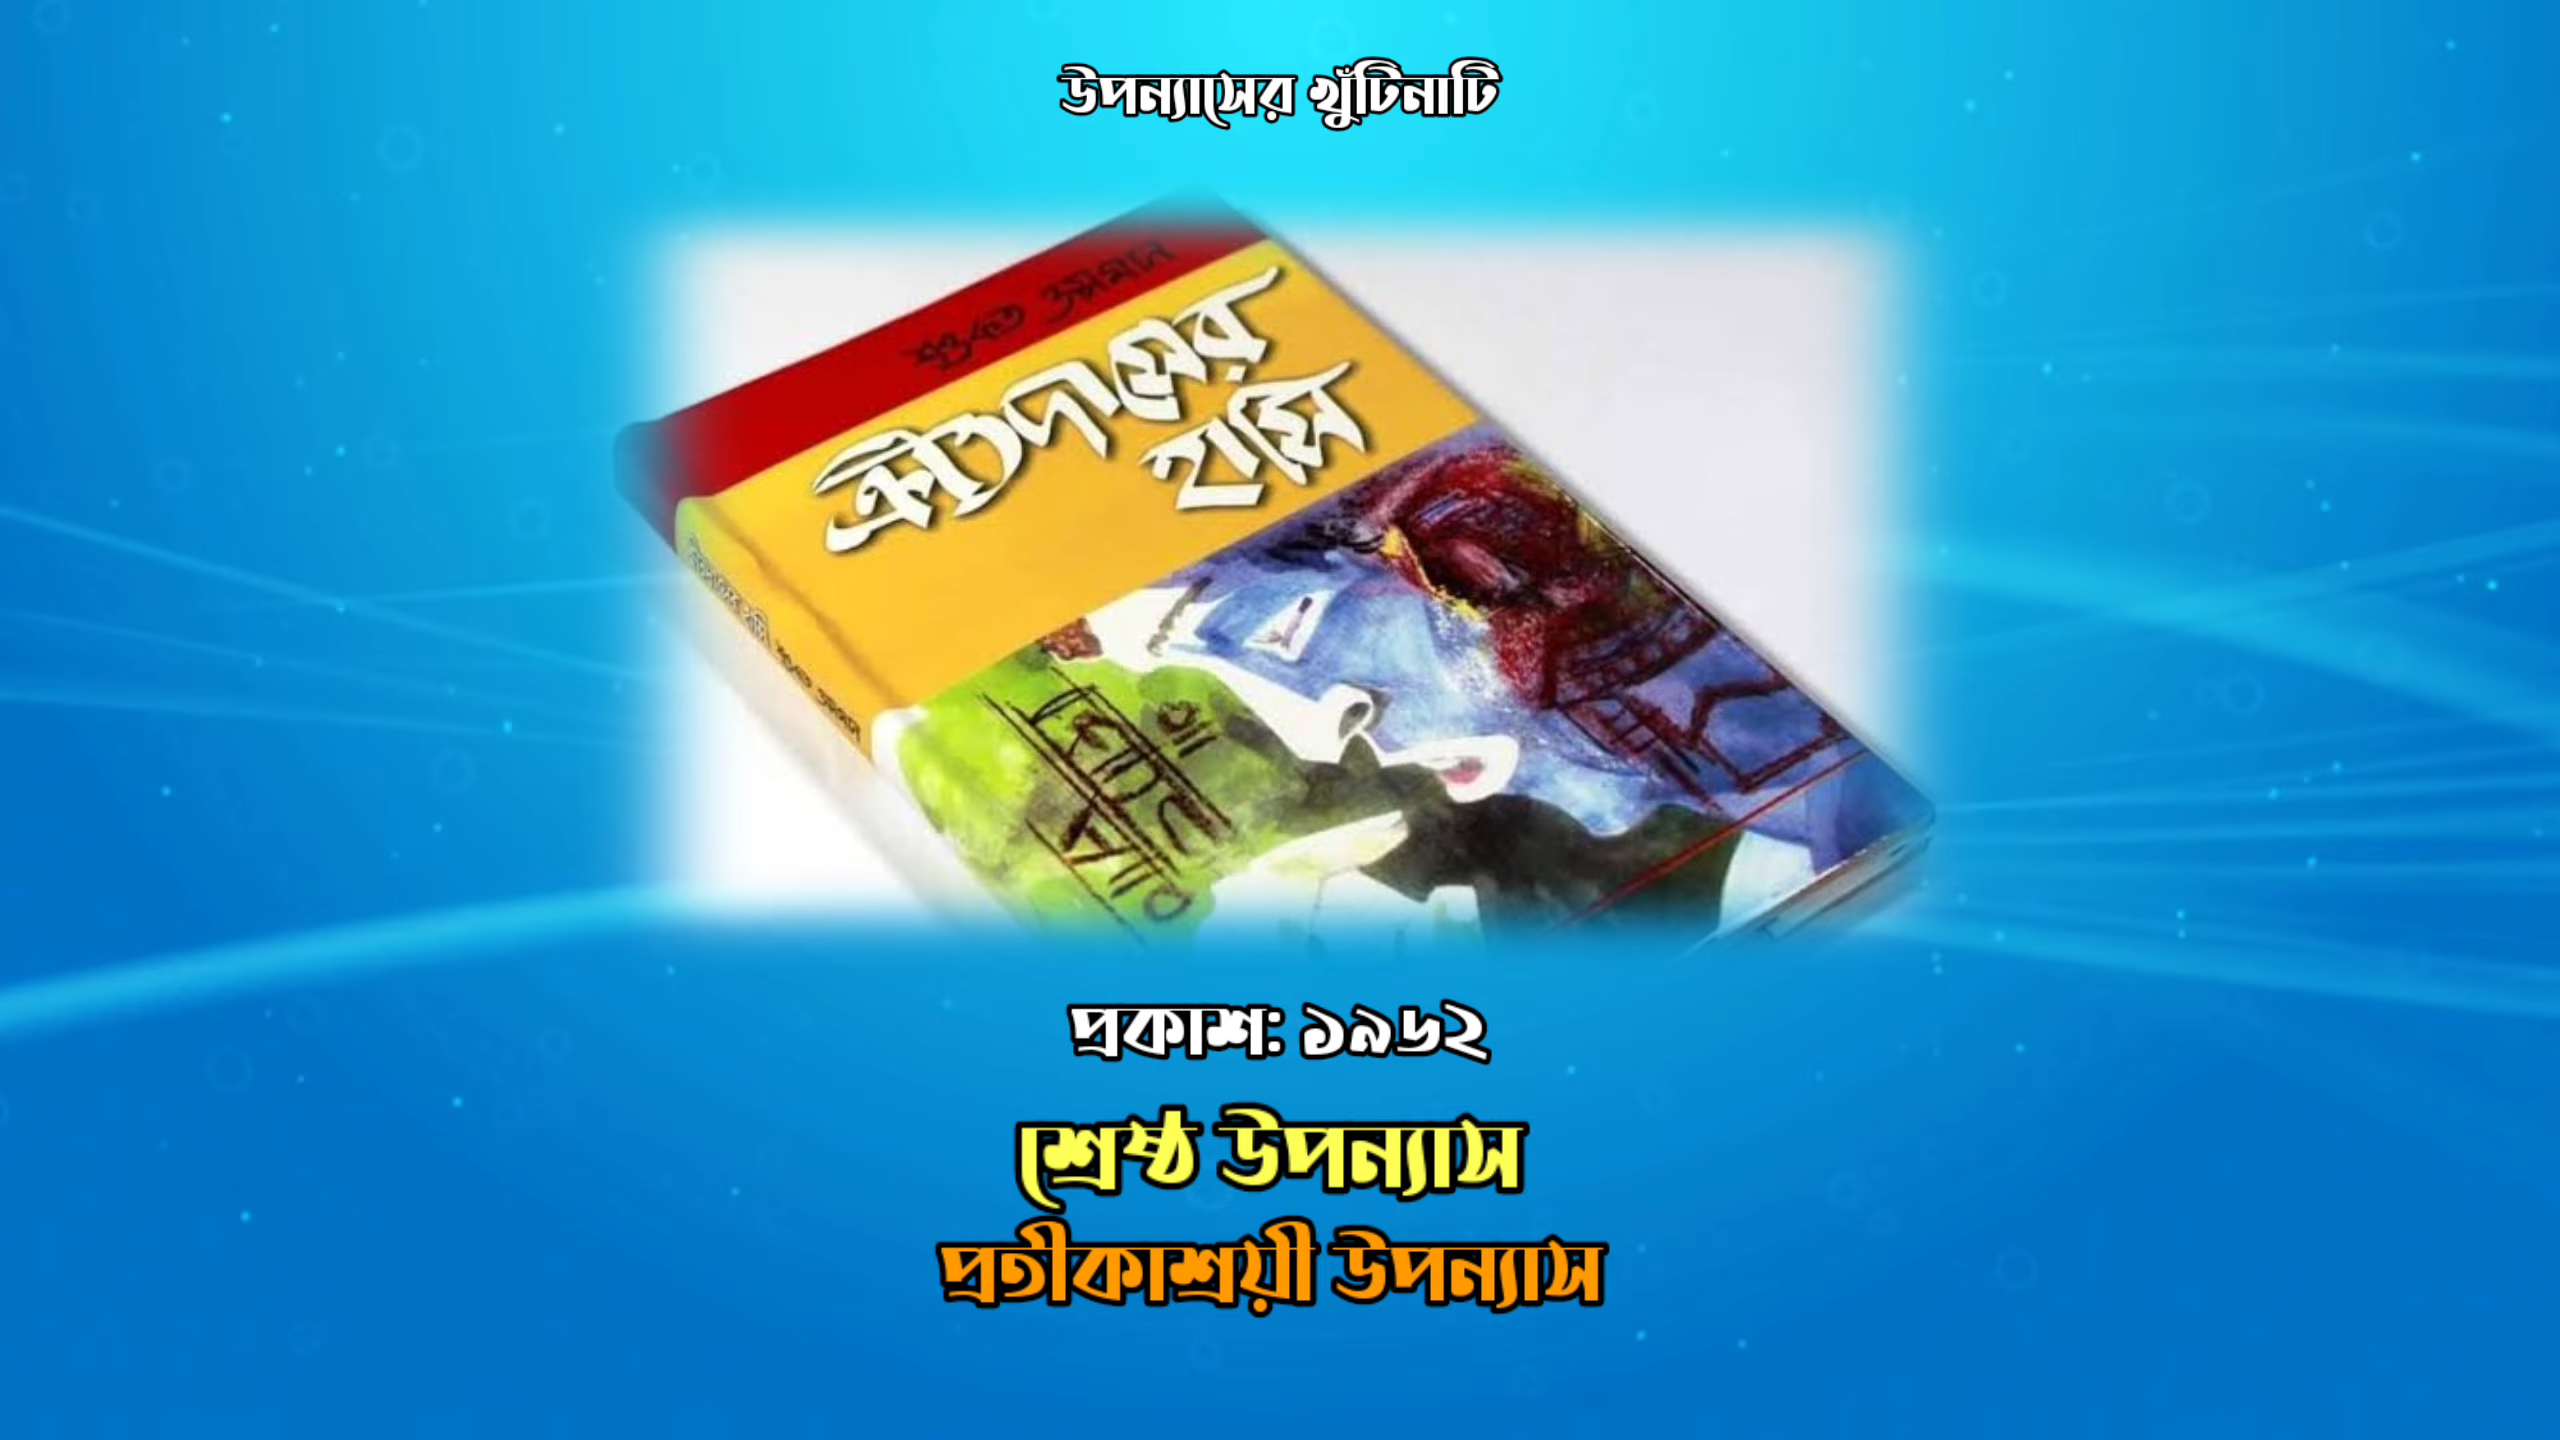 উপন্যাসের খুঁটিনাটি
শওকত ওসমান
ক্রীতদাসের
হাসি
প্রকাশ: ১৯৬২
শ্রেষ্ঠ উপন্যাস
প্রতীকাশ্রয়ী উপন্যাস